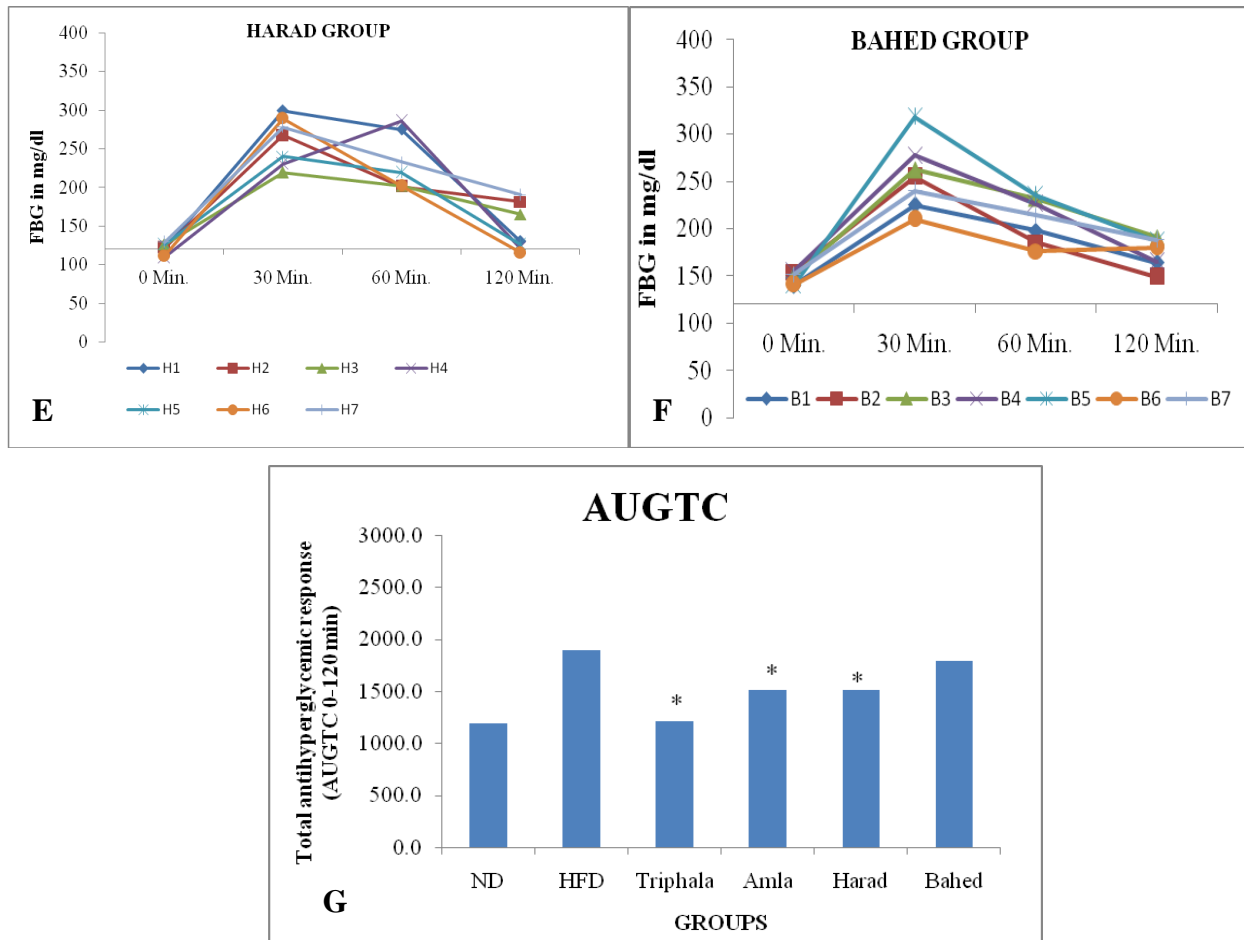 HARAD GROUP
FBG in mg/dl
400
350
300
250
200
150
100
50
0
0 Min.
30 Min.
60 Min.
120 Min.
H1
H2
H3
H4
H5
H6
H7
E
BAHED GROUP
FBG in mg/dl
400
350
300
250
200
150
100
50
0
0 Min.
30 Min.
60 Min.
120 Min.
B1
B2
B3
B4
B5
B6
B7
F
AUGTC
Total antihyperglycemic response
(AUGTC 0-120 min)
3000.0
2500.0
2000.0
1500.0
1000.0
500.0
0.0
*
*
*
ND
HFD
Triphala
Amla
Harad
Bahed
GROUPS
G